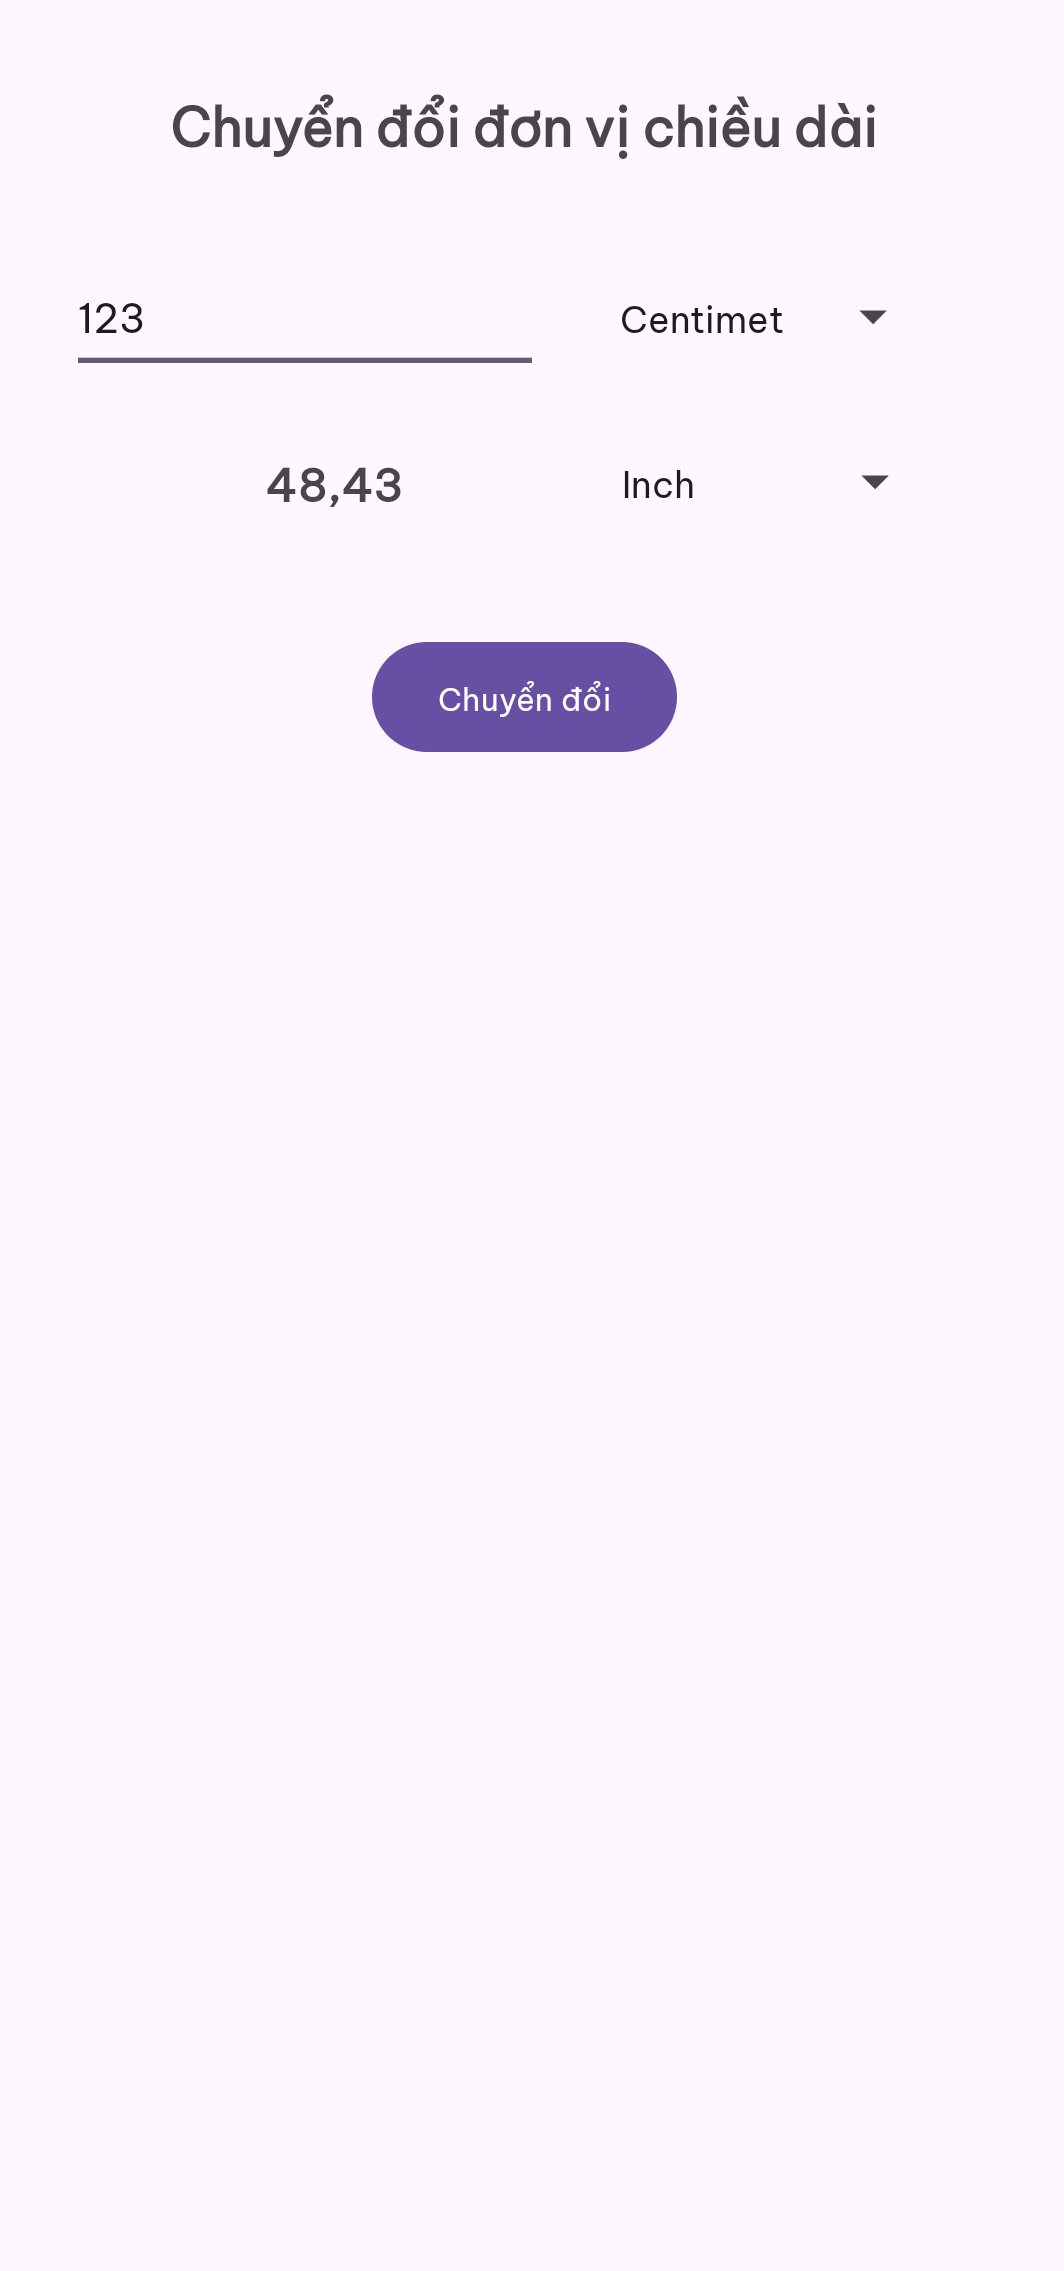 Chuyển đổi đơn vị chiều dài
123 Centimet
48,43 Inch
Chuyển đổi